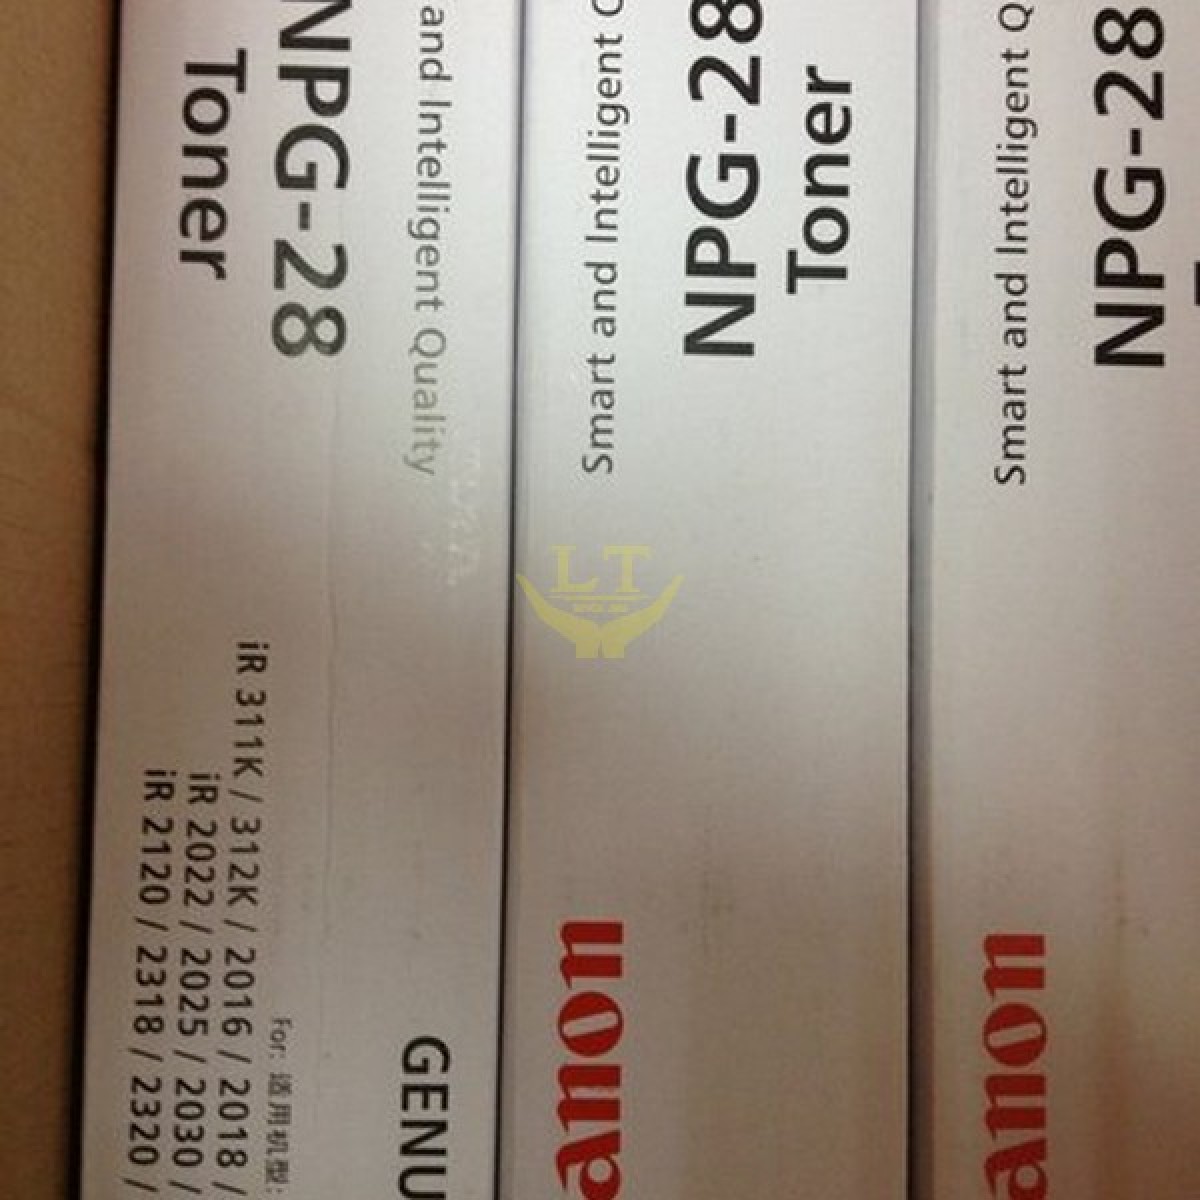 and Intelligent Quality
NPG-28
Toner
GENU
For: 适用机型:
iR 311K / 312K / 2016 / 2018 /
iR 2022 / 2025 / 2030 /
iR 2120 / 2318 / 2320 /
Smart and Intelligent
NPG-28
Toner
anon
Smart and Intelligent Q
NPG-28
anon
LT